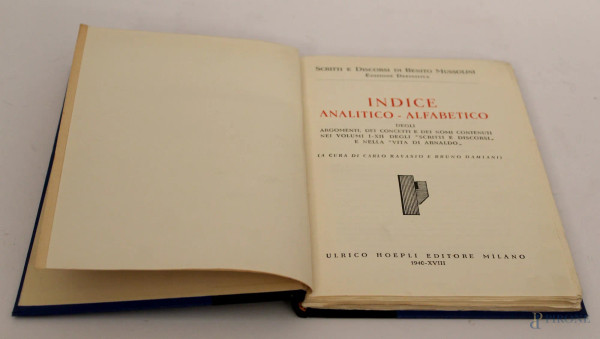 SCRITTI E DISCORSI DI BENITO MUSSOLINI
EDIZIONE DEFINITIVA
INDICE
ANALITICO - ALFABETICO
DEGLI
ARGOMENTI, DEI CONCETTI E DEI NOMI CONTENUTI
NEI VOLUMI I-XII DEGLI "SCRITTI E DISCORSI„
E NELLA "VITA DI ARNALDO„
(A CURA DI CARLO RAVASIO E BRUNO DAMIANI)
ULRICO HOEPLI EDITORE MILANO
1940-XVIII